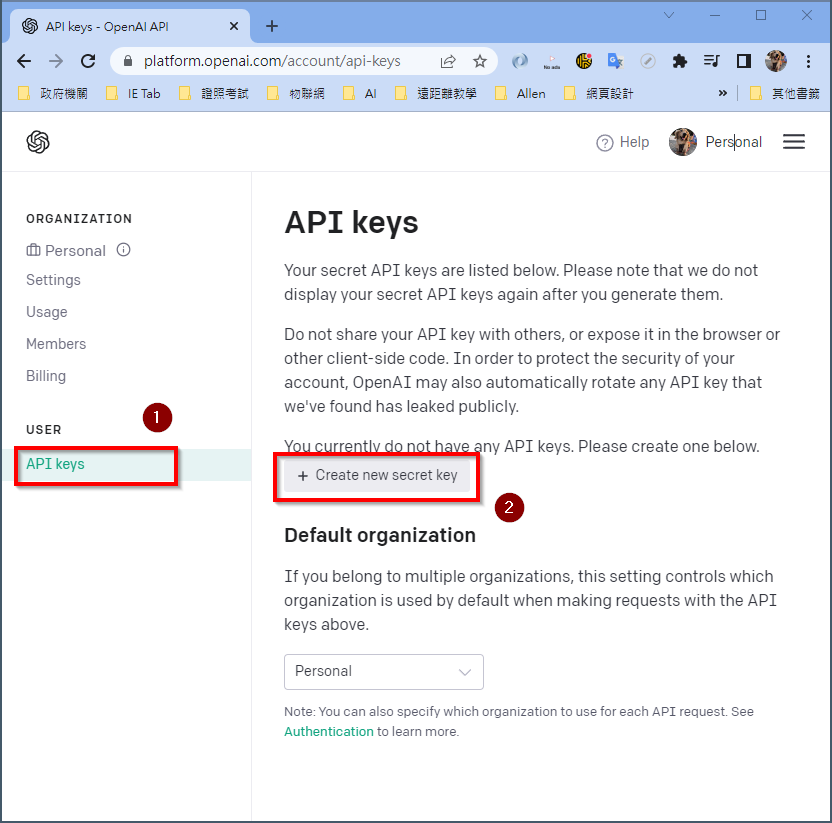 API keys - OpenAI API
platform.openai.com/account/api-keys
政府機關 IE Tab 證照考試 物聯網 AI 遠距離教學 Allen 網頁設計 » 其他書籤
Help Personal
ORGANIZATION
Personal
Settings
Usage
Members
Billing
1
USER
API keys
API keys
Your secret API keys are listed below. Please note that we do not
display your secret API keys again after you generate them.
Do not share your API key with others, or expose it in the browser or
other client-side code. In order to protect the security of your
account, OpenAI may also automatically rotate any API key that
we've found has leaked publicly.
You currently do not have any API keys. Please create one below.
+ Create new secret key
2
Default organization
If you belong to multiple organizations, this setting controls which
organization is used by default when making requests with the API
keys above.
Personal
Note: You can also specify which organization to use for each API request. See
Authentication to learn more.